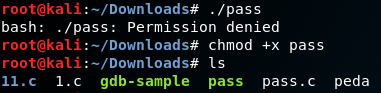 root@kali:~/Downloads# ./pass
bash: ./pass: Permission denied
root@kali:~/Downloads# chmod +x pass
root@kali:~/Downloads# ls
11.c  1.c  gdb-sample  pass  pass.c  peda